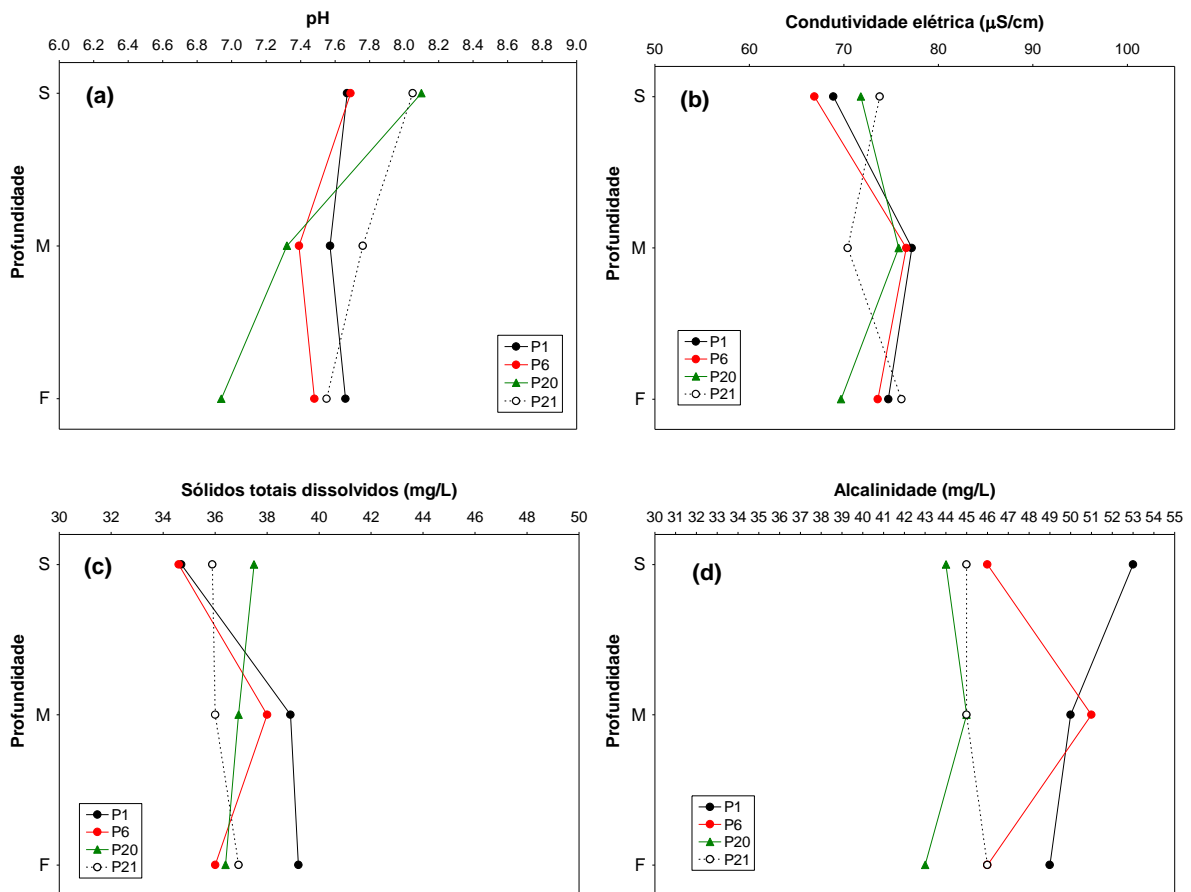 pH
6.0 6.2 6.4 6.6 6.8 7.0 7.2 7.4 7.6 7.8 8.0 8.2 8.4 8.6 8.8 9.0
(a)
S
M
F
Profundidade
P1
P6
P20
P21
Condutividade elétrica (µS/cm)
50 60 70 80 90 100
(b)
S
M
F
Profundidade
P1
P6
P20
P21
Sólidos totais dissolvidos (mg/L)
30 32 34 36 38 40 42 44 46 48 50
(c)
S
M
F
Profundidade
P1
P6
P20
P21
Alcalinidade (mg/L)
30 31 32 33 34 35 36 37 38 39 40 41 42 43 44 45 46 47 48 49 50 51 52 53 54 55
(d)
S
M
F
Profundidade
P1
P6
P20
P21